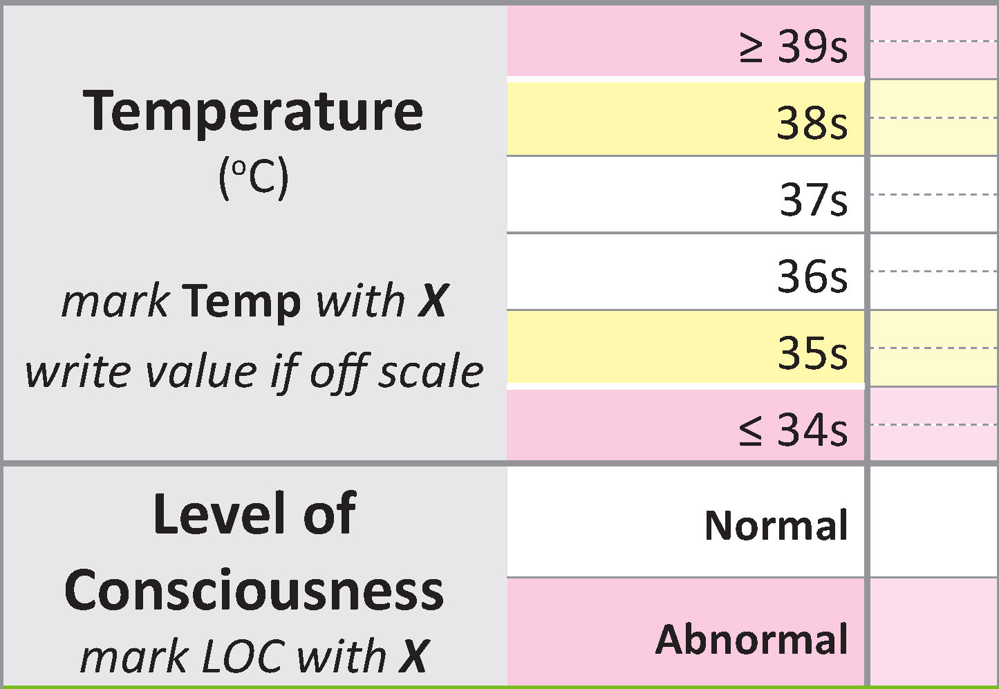 Temperature
(°C)
mark Temp with X
write value if off scale
≥ 39s
38s
37s
36s
35s
≤ 34s
Level of
Consciousness
mark LOC with X
Normal
Abnormal